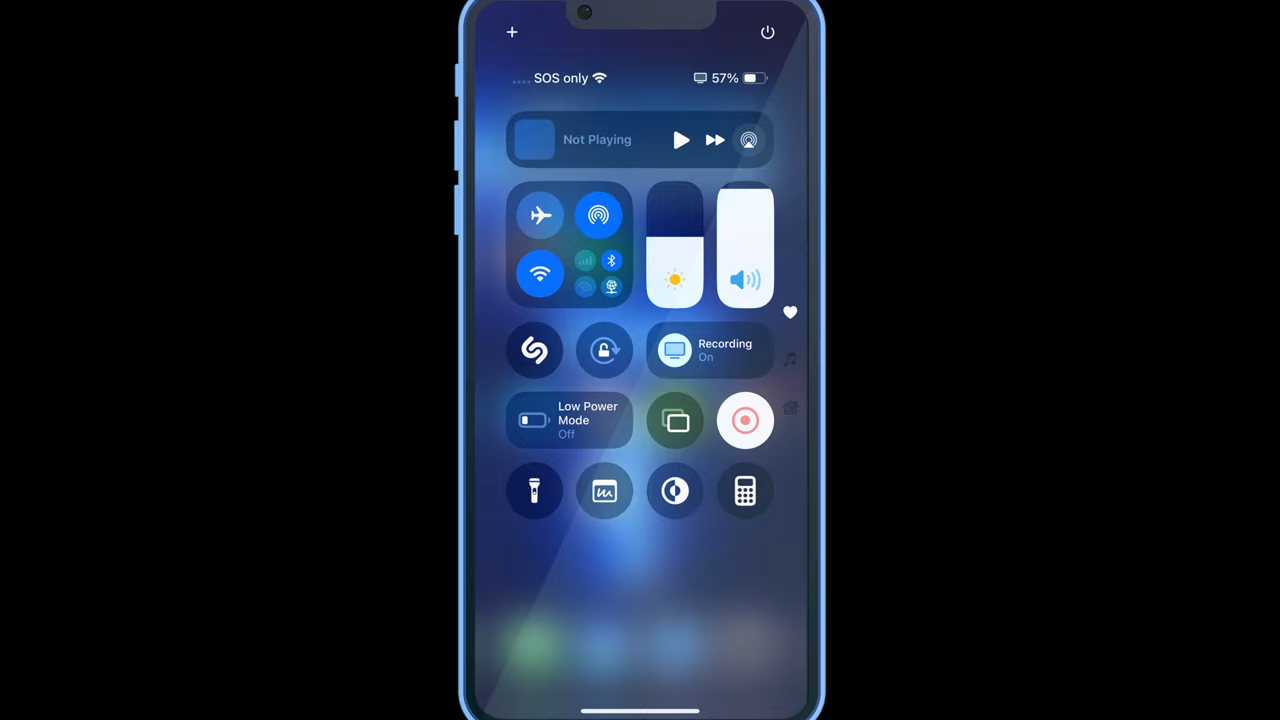 SOS only
57%
Not Playing
Recording
On
Low Power
Mode
Off